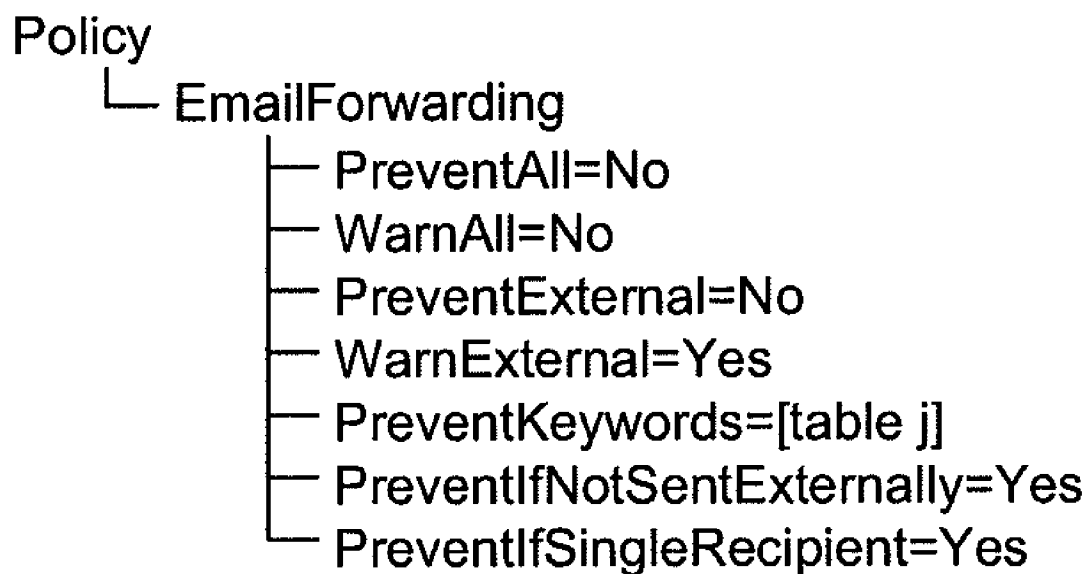 Policy
EmailForwarding
PreventAll=No
WarnAll=No
PreventExternal=No
WarnExternal=Yes
PreventKeywords=[table j]
PreventIfNotSentExternally=Yes
PreventIfSingleRecipient=Yes